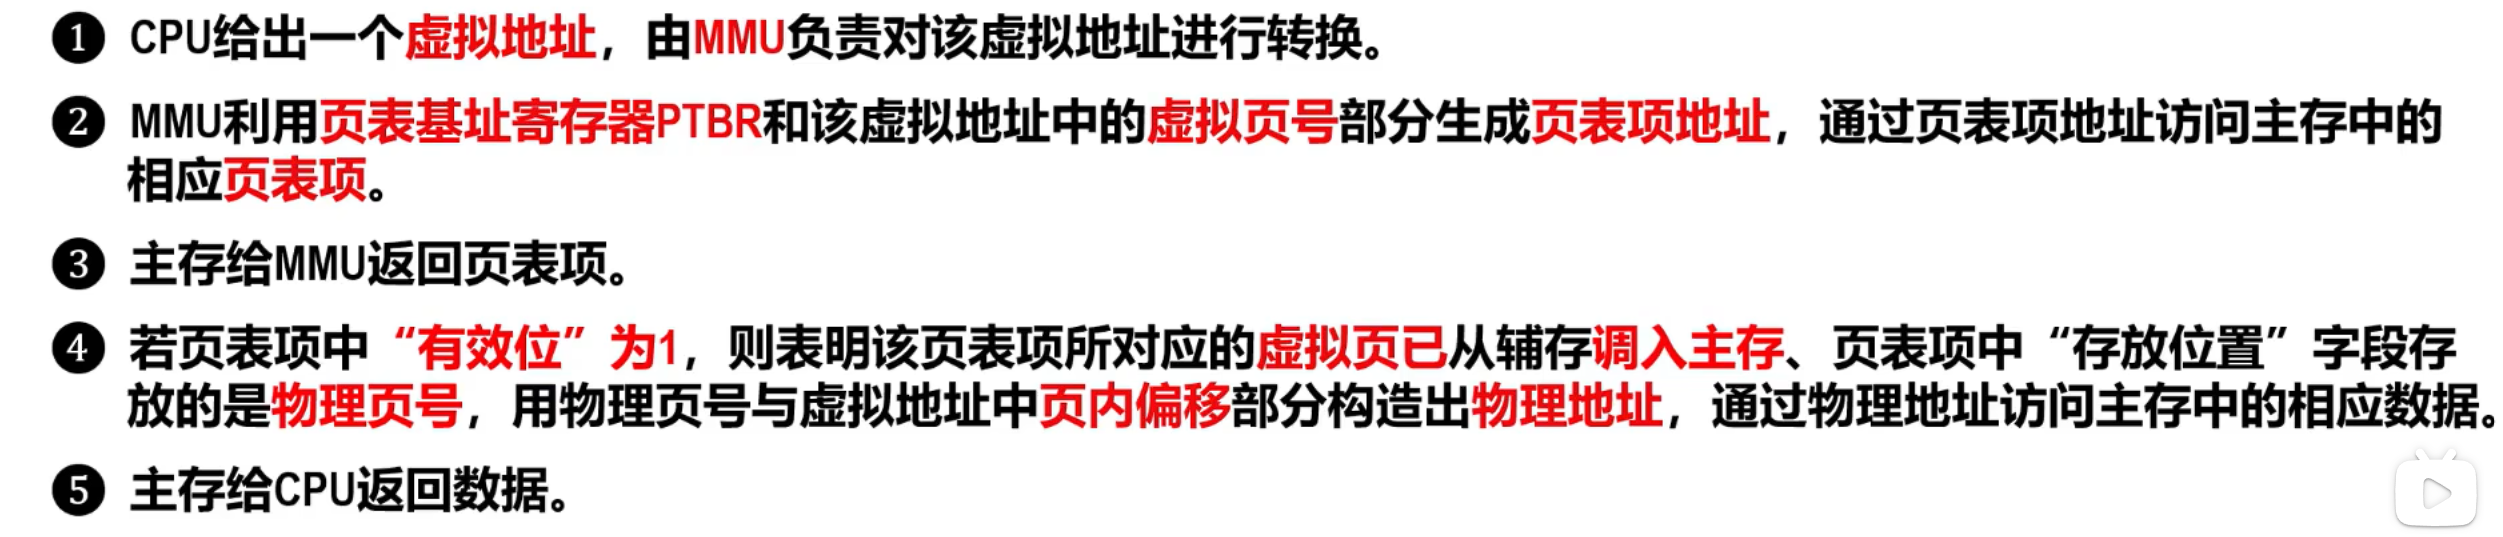 ❶ CPU给出一个虚拟地址，由MMU负责对该虚拟地址进行转换。
❷ MMU利用页表基址寄存器PTBR和该虚拟地址中的虚拟页号部分生成页表项地址，通过页表项地址访问主存中的
相应页表项。
❸ 主存给MMU返回页表项。
❹ 若页表项中“有效位”为1，则表明该页表项所对应的虚拟页已从辅存调入主存、页表项中“存放位置”字段存
放的是物理页号，用物理页号与虚拟地址中页内偏移部分构造出物理地址，通过物理地址访问主存中的相应数据。
❺ 主存给CPU返回数据。